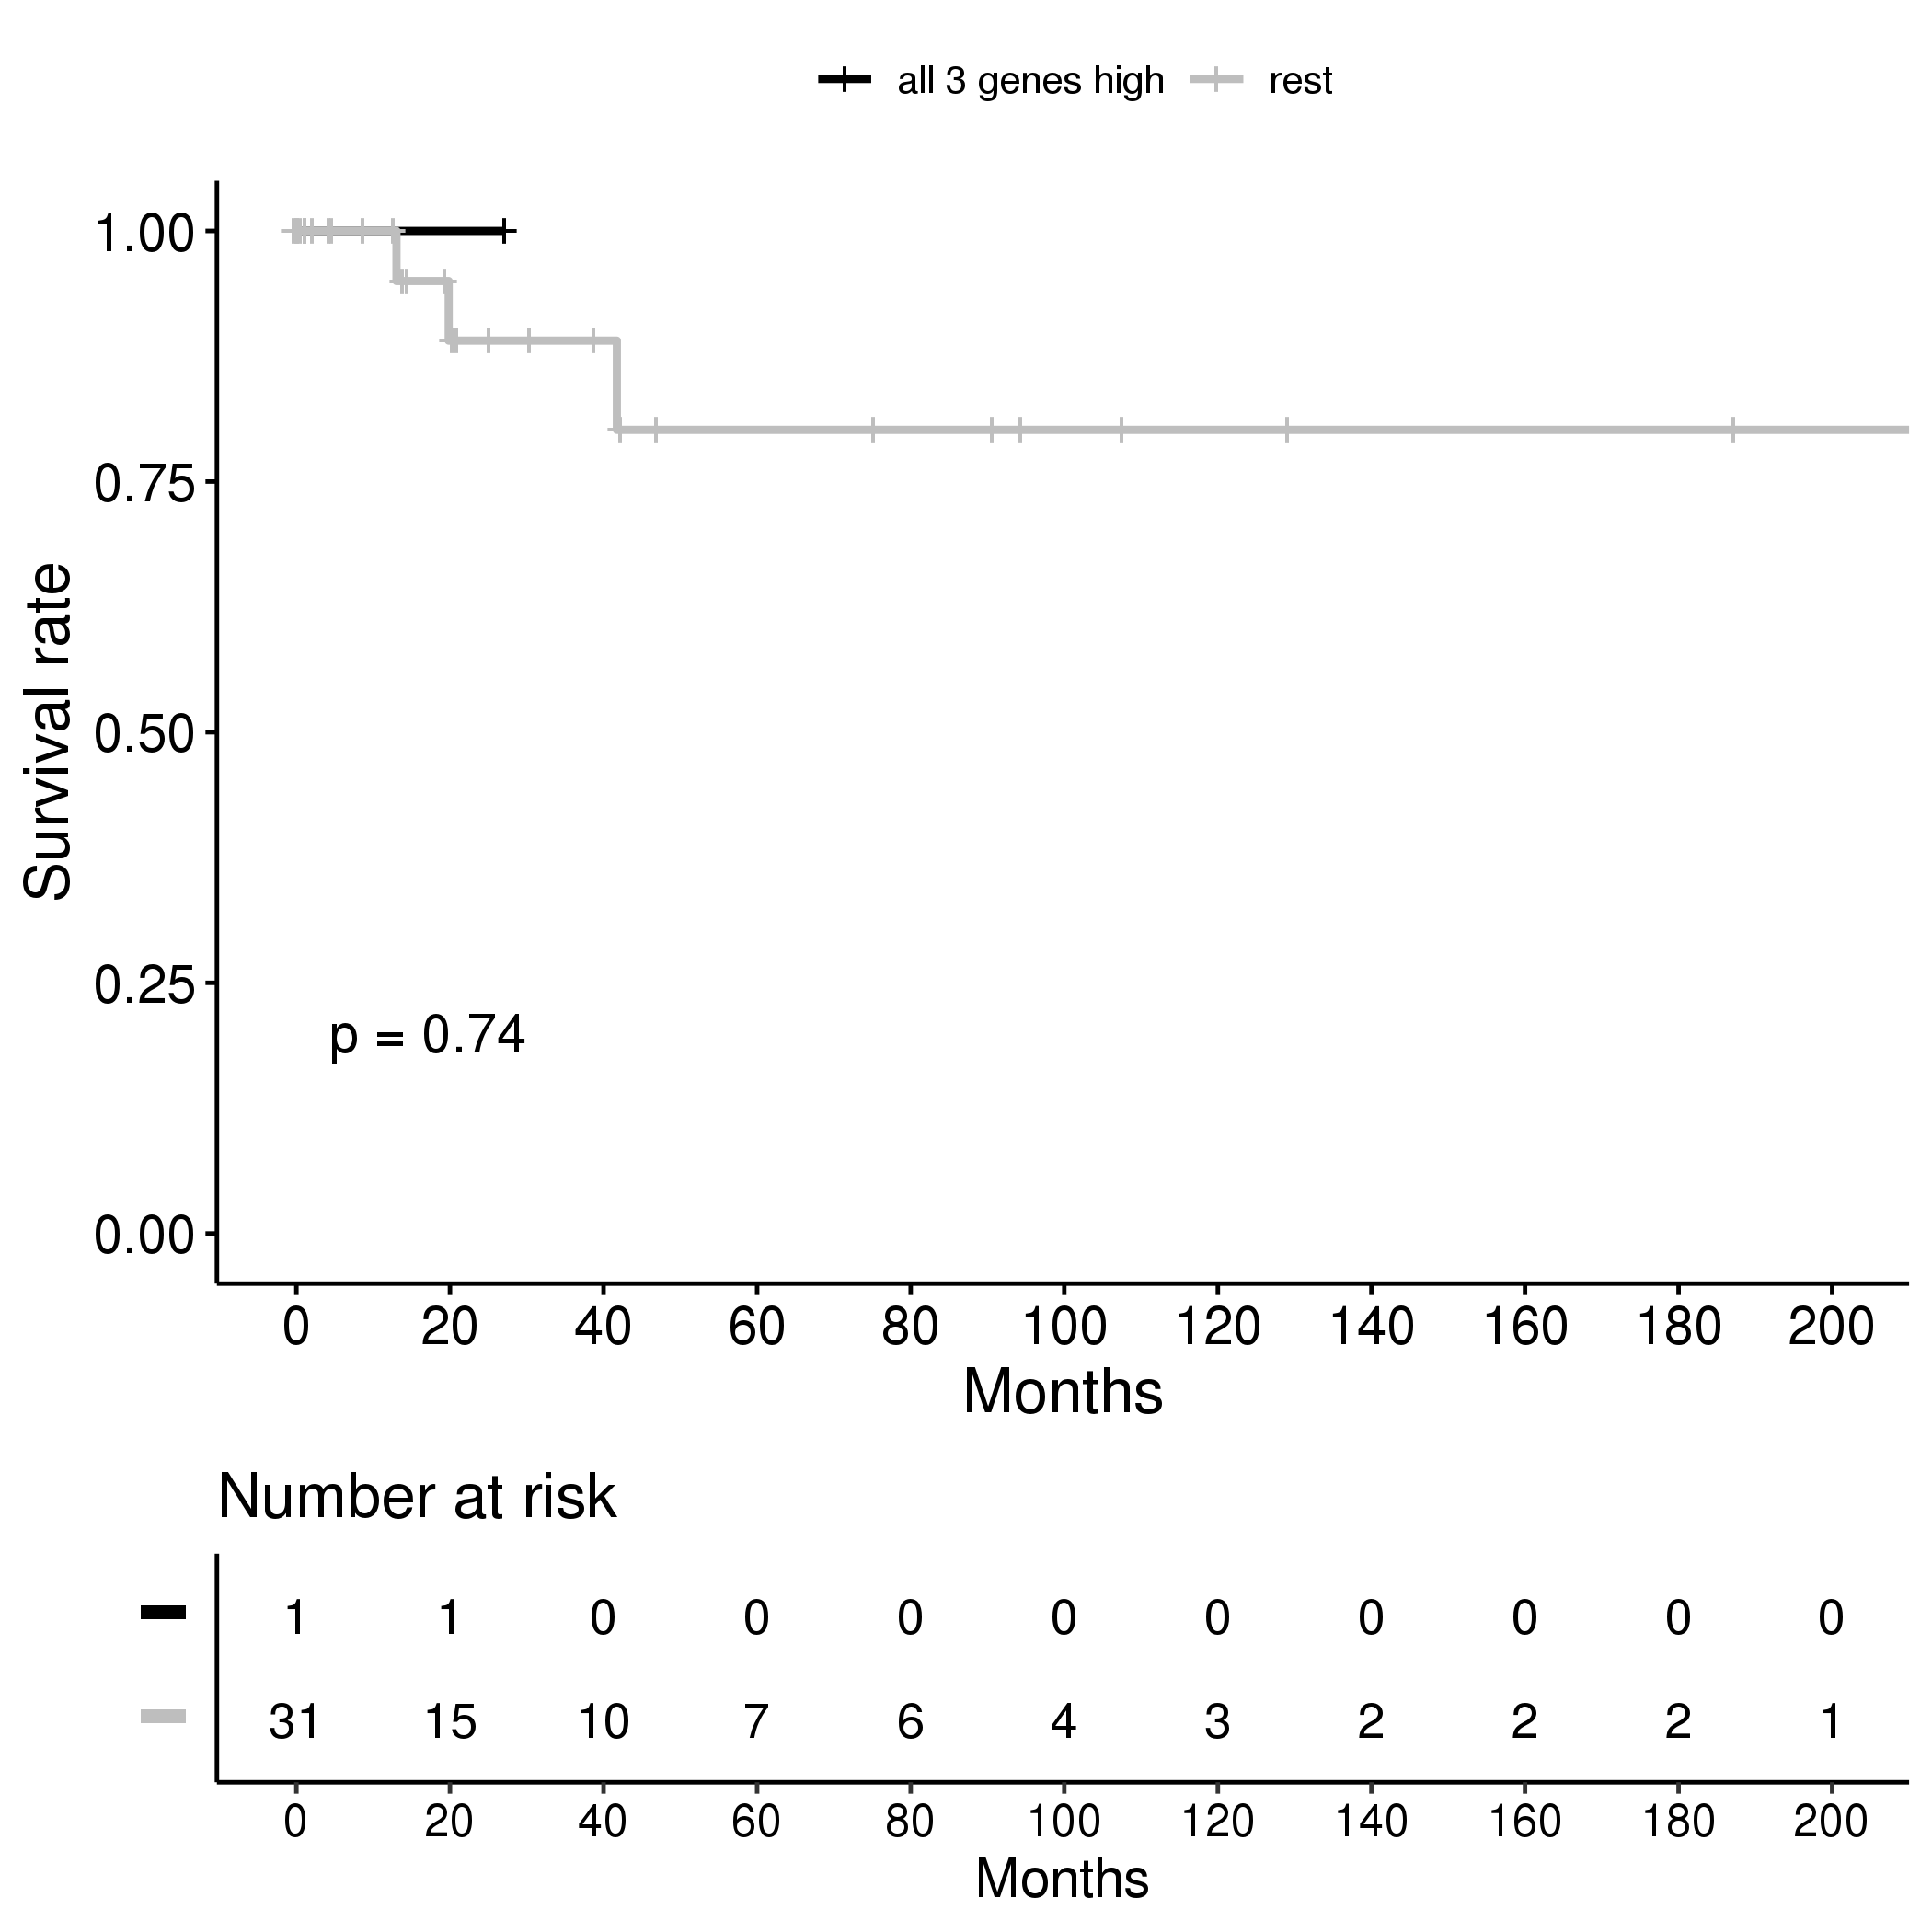 all 3 genes high rest
1.00
0.75
0.50
0.25
0.00
Survival rate
p = 0.74
0 20 40 60 80 100 120 140 160 180 200
Months
Number at risk
1 1 0 0 0 0 0 0 0 0 0
31 15 10 7 6 4 3 2 2 2 1
0 20 40 60 80 100 120 140 160 180 200
Months